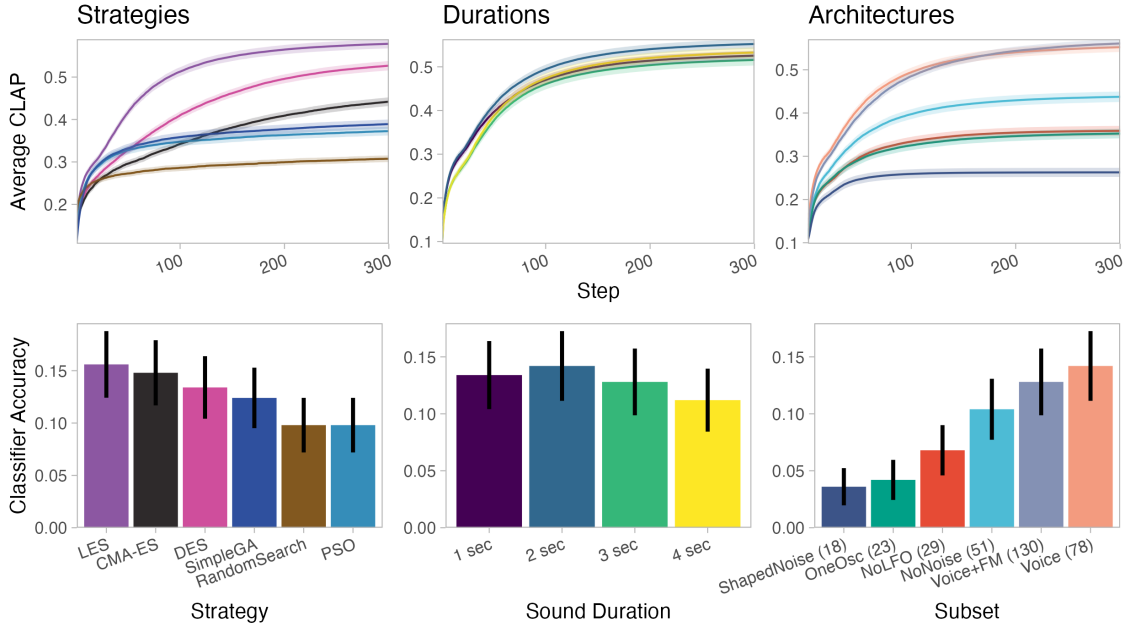 Strategies
Durations
Architectures
Average CLAP
0.5
0.4
0.3
0.2
100
200
300
0.5
0.4
0.3
0.2
0.1
100
200
300
0.5
0.4
0.3
0.2
0.1
100
200
300
Step
Classifier Accuracy
0.15
0.10
0.05
0.00
LES
CMA-ES
DES
SimpleGA
RandomSearch
PSO
Strategy
0.15
0.10
0.05
0.00
1 sec
2 sec
3 sec
4 sec
Sound Duration
0.15
0.10
0.05
0.00
ShapedNoise (18)
OneOsc (23)
NoLFO (29)
NoNoise (51)
Voice+FM (130)
Voice (78)
Subset